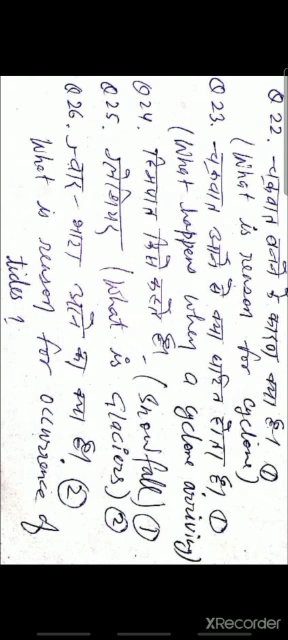 Q 22. चक्रवात बनने के कारण क्या है। ①
(What is reason for cyclone)
Q 23. चक्रवात आने से क्या घटित होता है। ①
(What happens when a cyclone arriving)
Q 24. हिमपात किसे कहते है। (Snowfall) ①
Q 25. (What is Glaciers) ②
Q 26. ज्वार-भाटा आने का क्या है। ②
What is reason for occurrence of
tides?
XRecorder